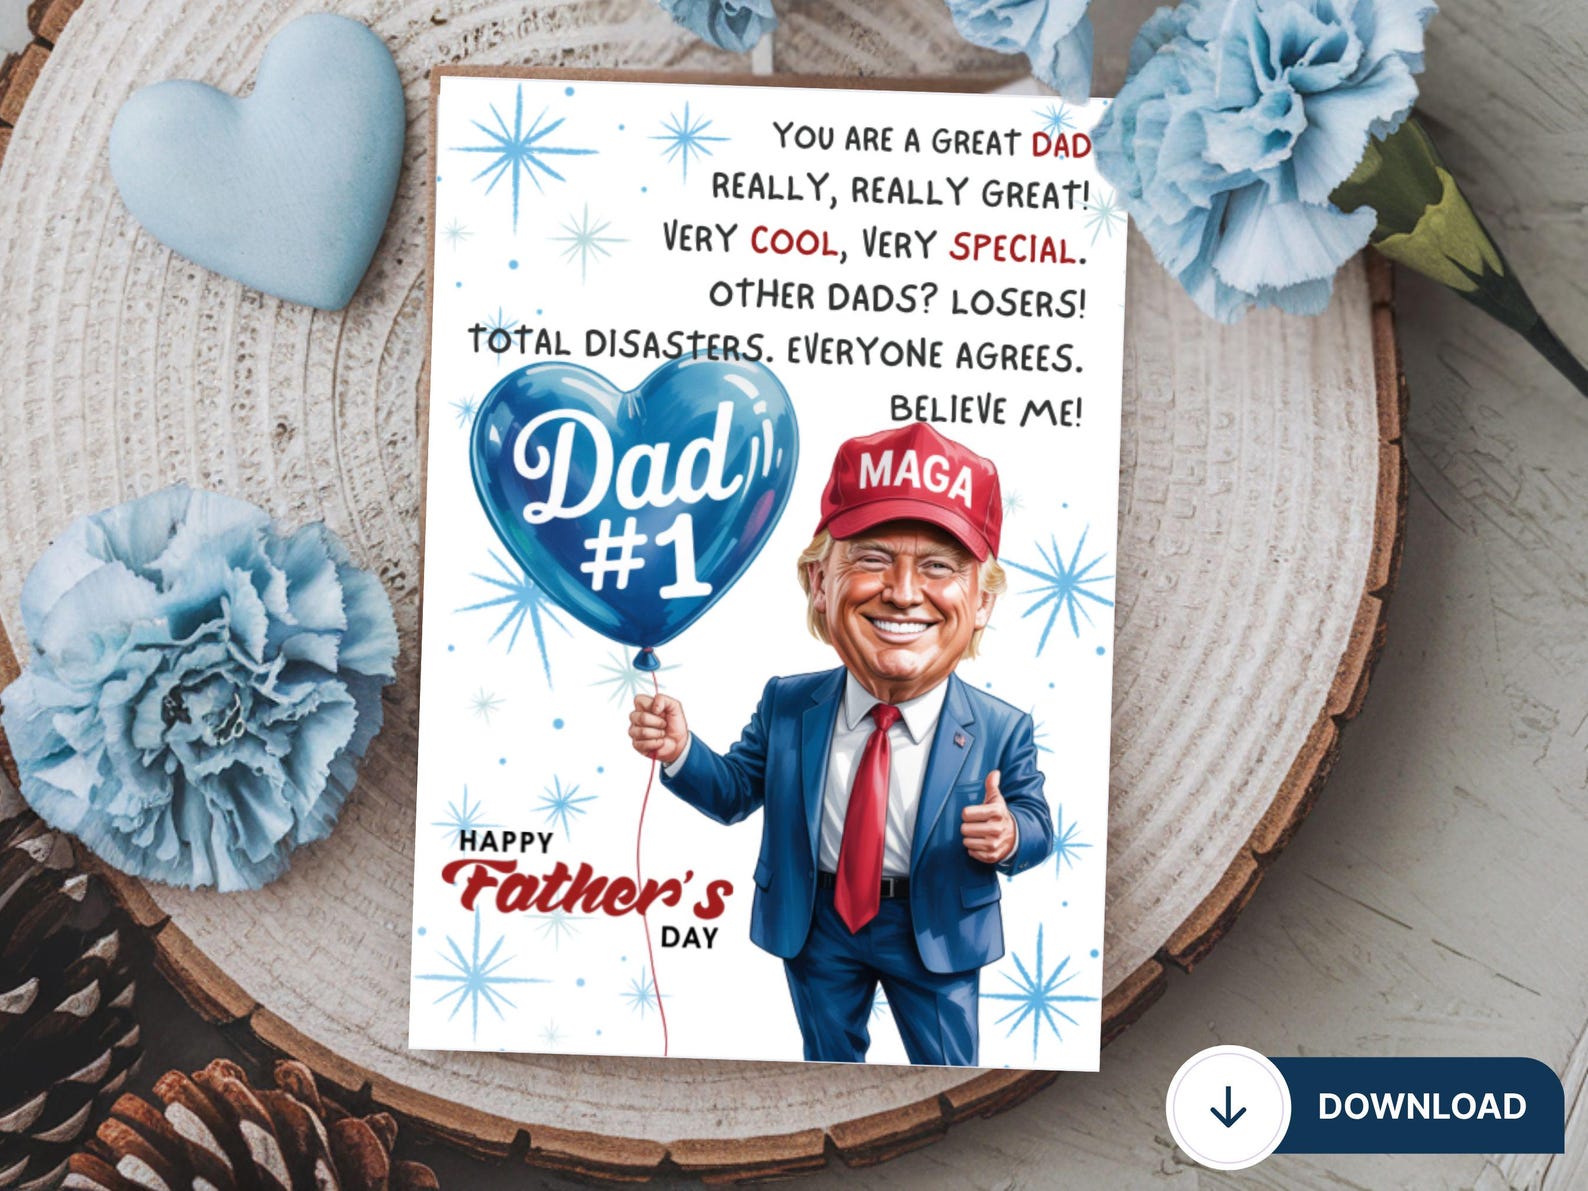 YOU ARE A GREAT DAD
REALLY, REALLY GREAT!
VERY COOL, VERY SPECIAL.
OTHER DADS? LOSERS!
TOTAL DISASTERS. EVERYONE AGREES.
BELIEVE ME!
Dad
#1
MAGA
HAPPY
Father's
DAY
DOWNLOAD